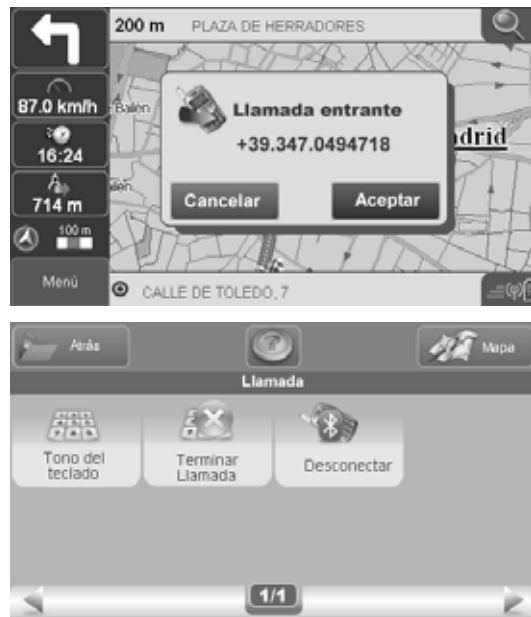 200 m PLAZA DE HERRADORES
87.0 km/h
Bailén
Llamada entrante
+39.347.0494718
adrid
16:24
714 m
Cancelar Aceptar
100 m
Menú
CALLE DE TOLEDO, 7
Atrás
Mapa
Llamada
Tono del
teclado
Terminar
Llamada
Desconectar
1/1